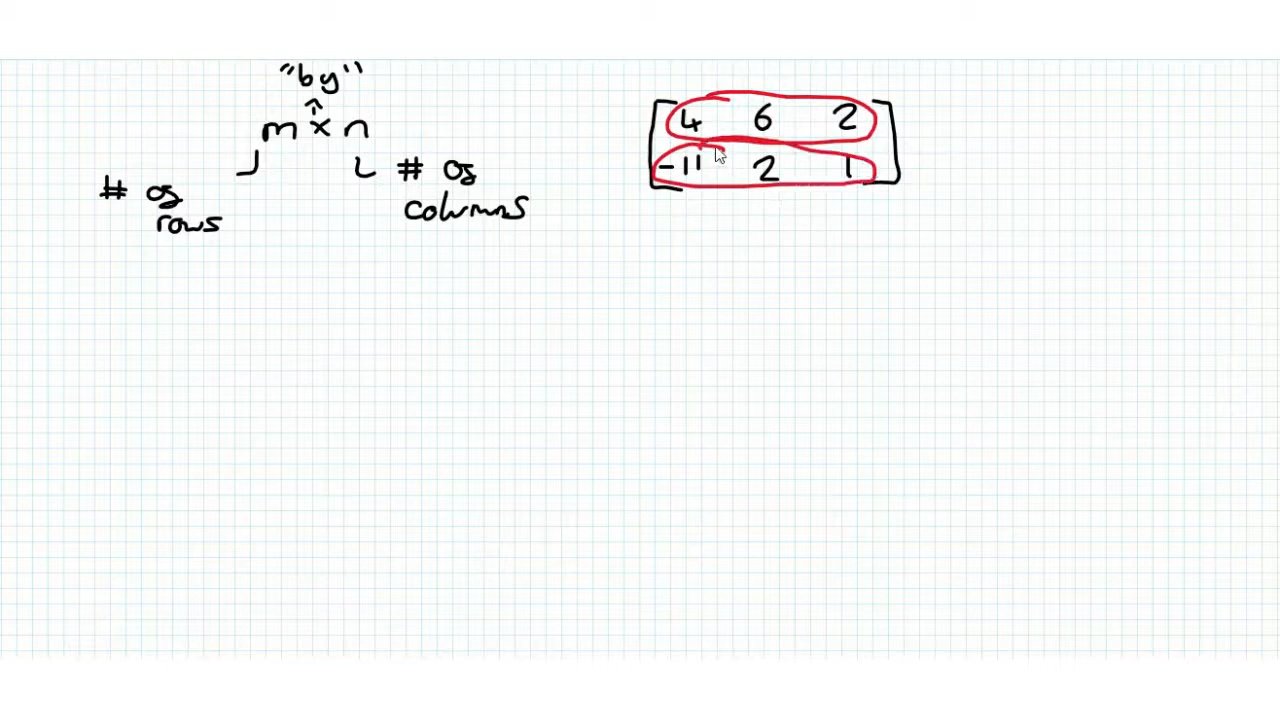 "by"
m x n
# of
rows
# of
columns
4 6 2
-11 2 1